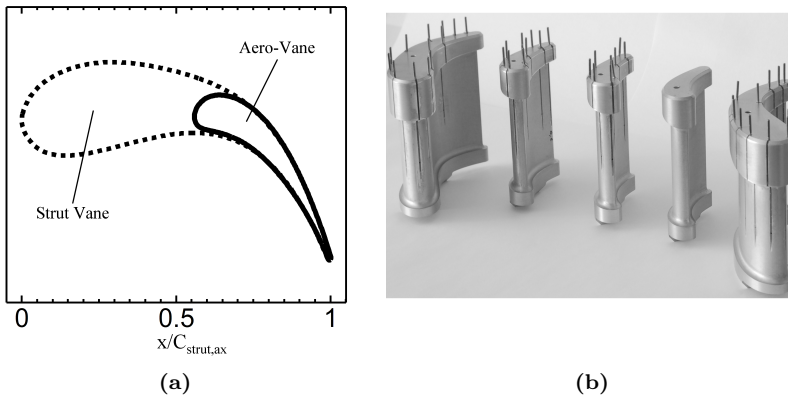 Aero-Vane
Strut Vane
0 0.5 1
x/C_strut,ax
(a) (b)